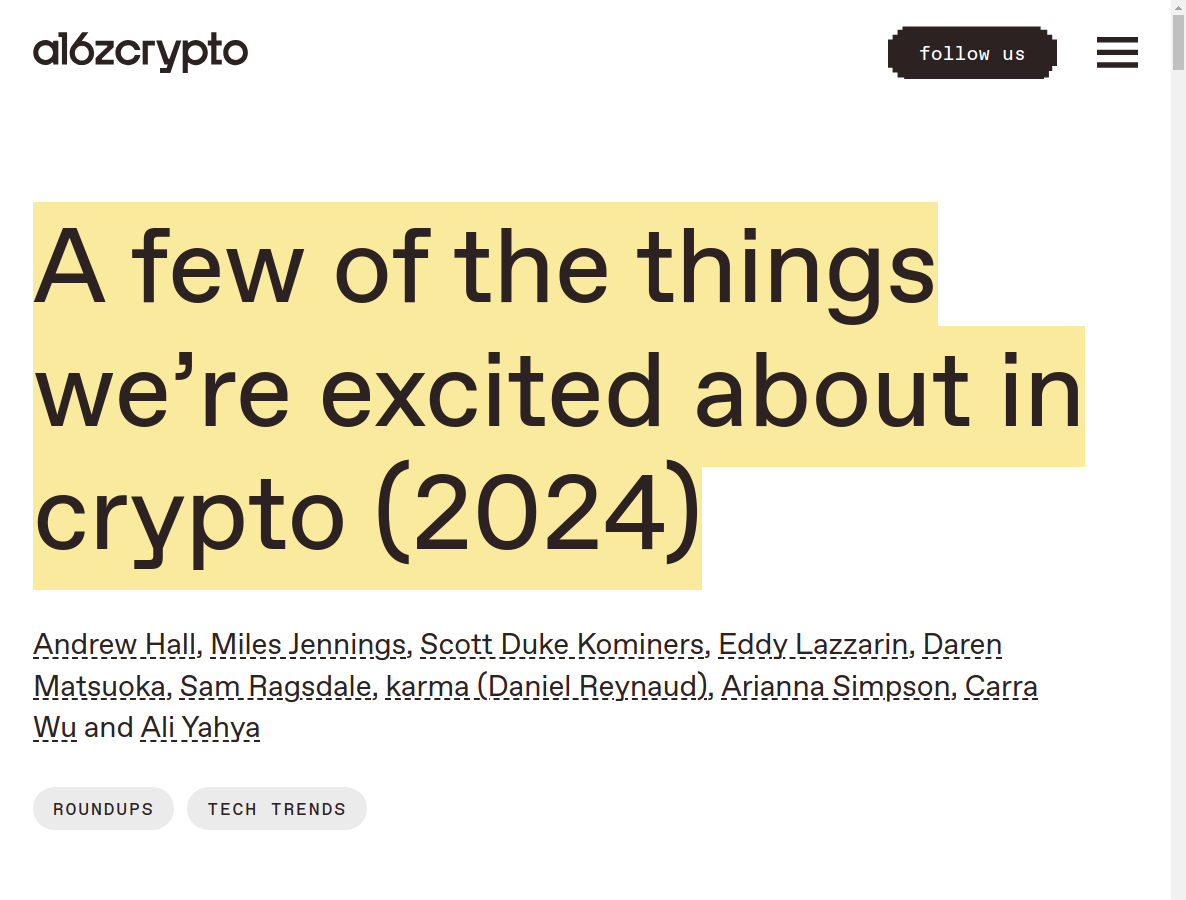 a16zcrypto
follow us
A few of the things
we’re excited about in
crypto (2024)
Andrew Hall, Miles Jennings, Scott Duke Kominers, Eddy Lazzarin, Daren
Matsuoka, Sam Ragsdale, karma (Daniel Reynaud), Arianna Simpson, Carra
Wu and Ali Yahya
ROUNDUPS
TECH TRENDS